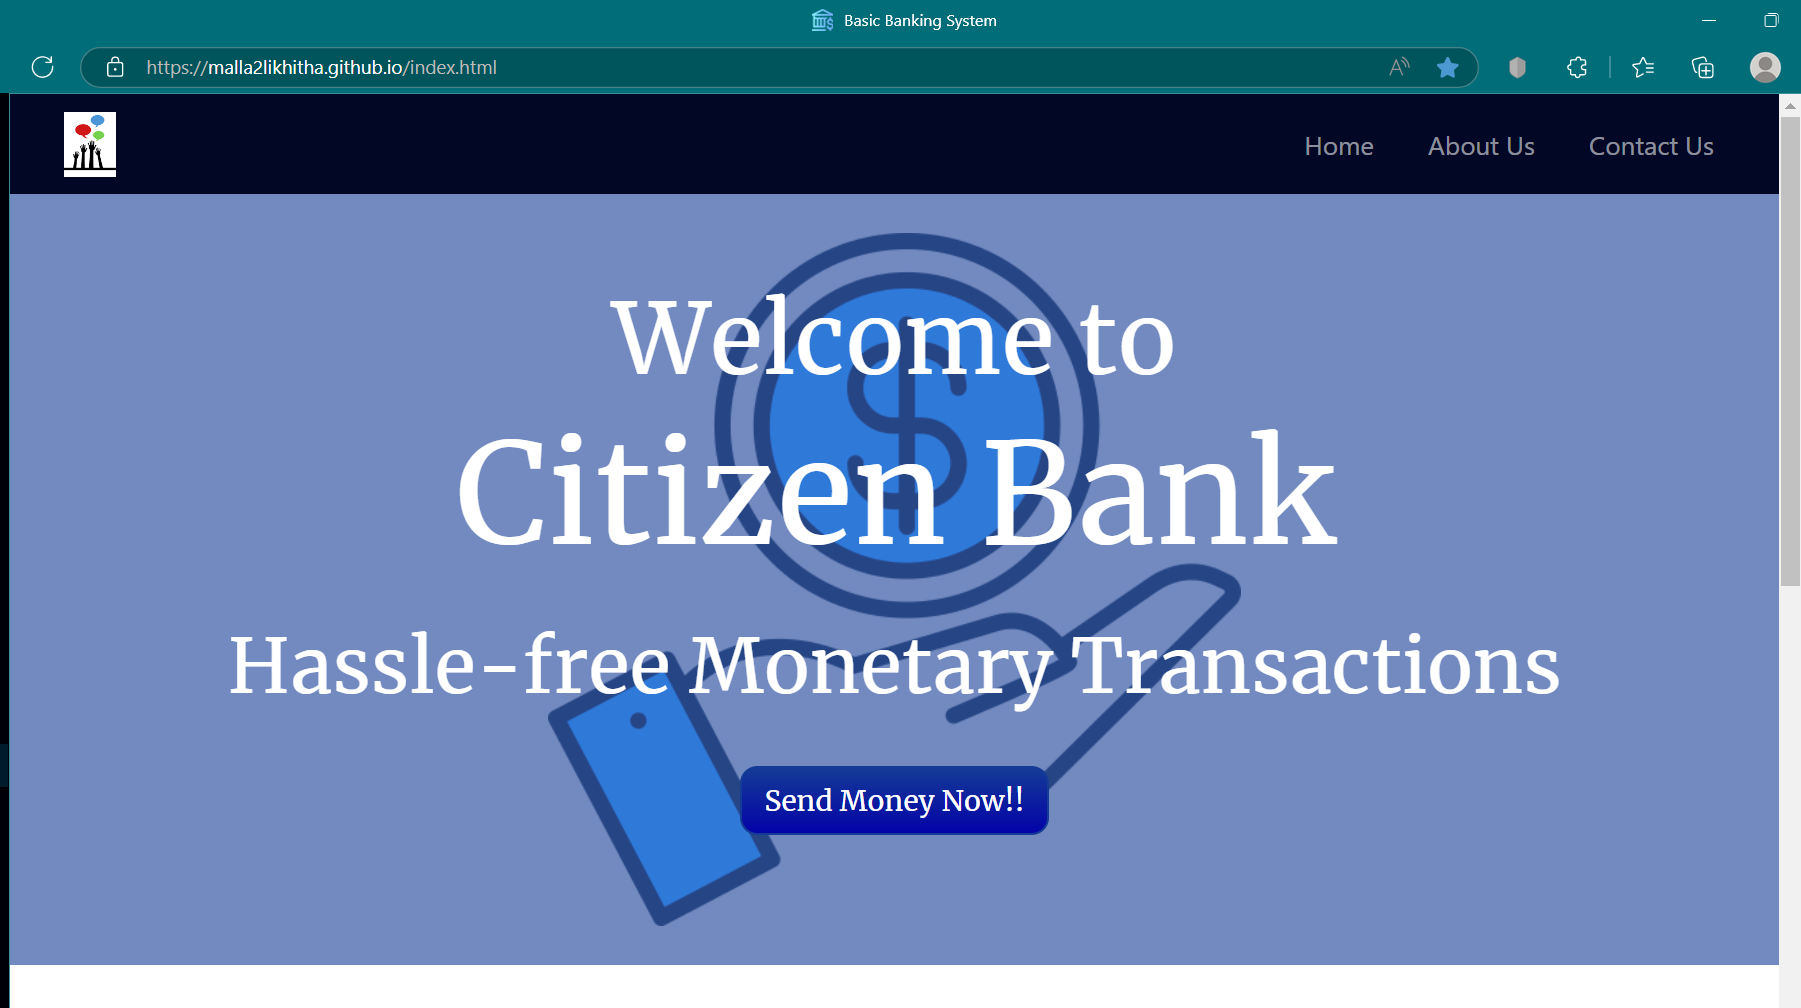 Basic Banking System
https://malla2likhitha.github.io/index.html
Home About Us Contact Us
Welcome to
Citizen Bank
Hassle-free Monetary Transactions
Send Money Now!!